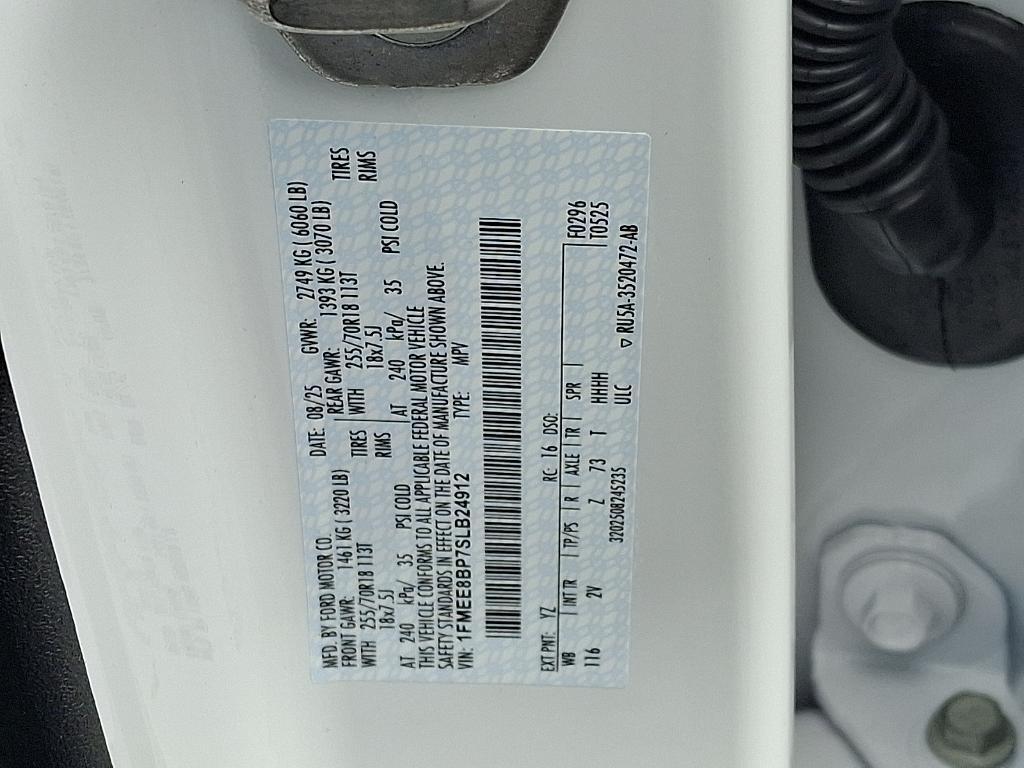 MFD. BY FORD MOTOR CO.
DATE: 08/25 GVWR: 2749 KG ( 6060 LB)
FRONT GAWR: 1461 KG ( 3220 LB) REAR GAWR: 1393 KG ( 3070 LB)
WITH 255/70R18 113T TIRES WITH 255/70R18 113T TIRES
18x7.5J RIMS 18x7.5J RIMS
AT 240 kPa/ 35 PSI COLD AT 240 kPa/ 35 PSI COLD
THIS VEHICLE CONFORMS TO ALL APPLICABLE FEDERAL MOTOR VEHICLE
SAFETY STANDARDS IN EFFECT ON THE DATE OF MANUFACTURE SHOWN ABOVE.
VIN: 1FMEE8BP7SLB24912 TYPE: MPV
EXT PNT: YZ RC: 16 DSO:
WB INT TR TP/PS R AXLE TR SPR F0296
116 2V Z 73 T HHHH T0525
3202508245235 ULC ▽ RU5A-3520472-AB